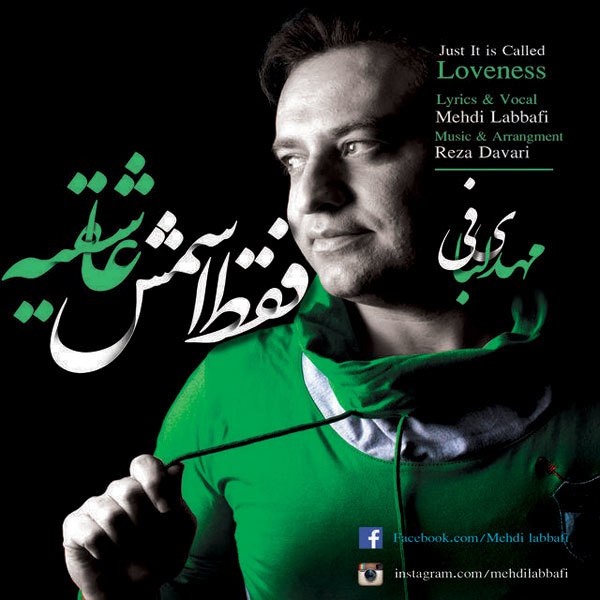 Just It is Called
Loveness
Lyrics & Vocal
Mehdi Labbafi
Music & Arrangment
Reza Davari
فقط اسمش عاشقیه
مهدی لبافی
Facebook.com/Mehdi labbafi
instagram.com/mehdilabbafi